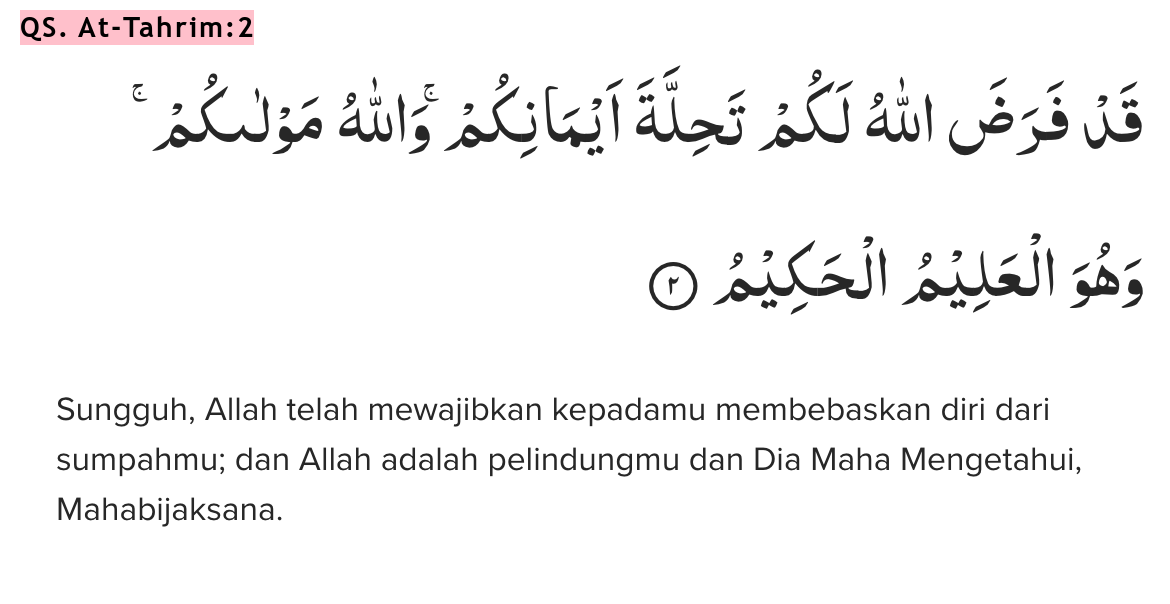 QS. At-Tahrim:2
قَدْ فَرَضَ اللّٰهُ لَكُمْ تَحِلَّةَ اَيْمَانِكُمْۚ وَاللّٰهُ مَوْلٰىكُمْۚ
وَهُوَ الْعَلِيْمُ الْحَكِيْمُ ٢
Sungguh, Allah telah mewajibkan kepadamu membebaskan diri dari
sumpahmu; dan Allah adalah pelindungmu dan Dia Maha Mengetahui,
Mahabijaksana.